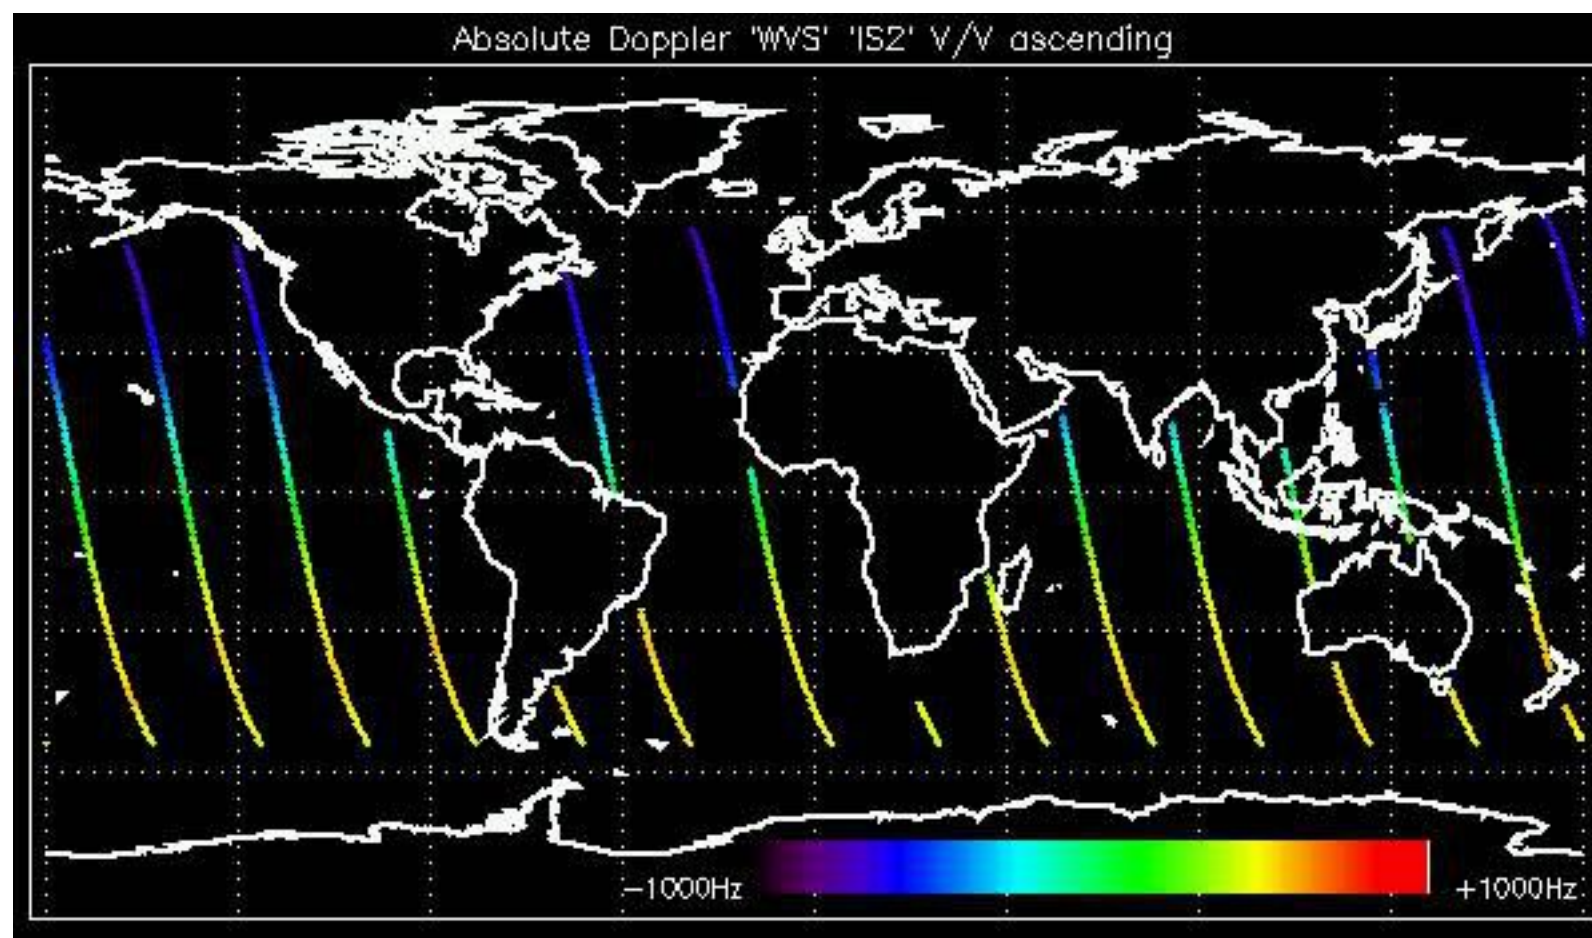 Absolute Doppler 'WVS' 'IS2' V/V ascending
-1000Hz
+1000Hz